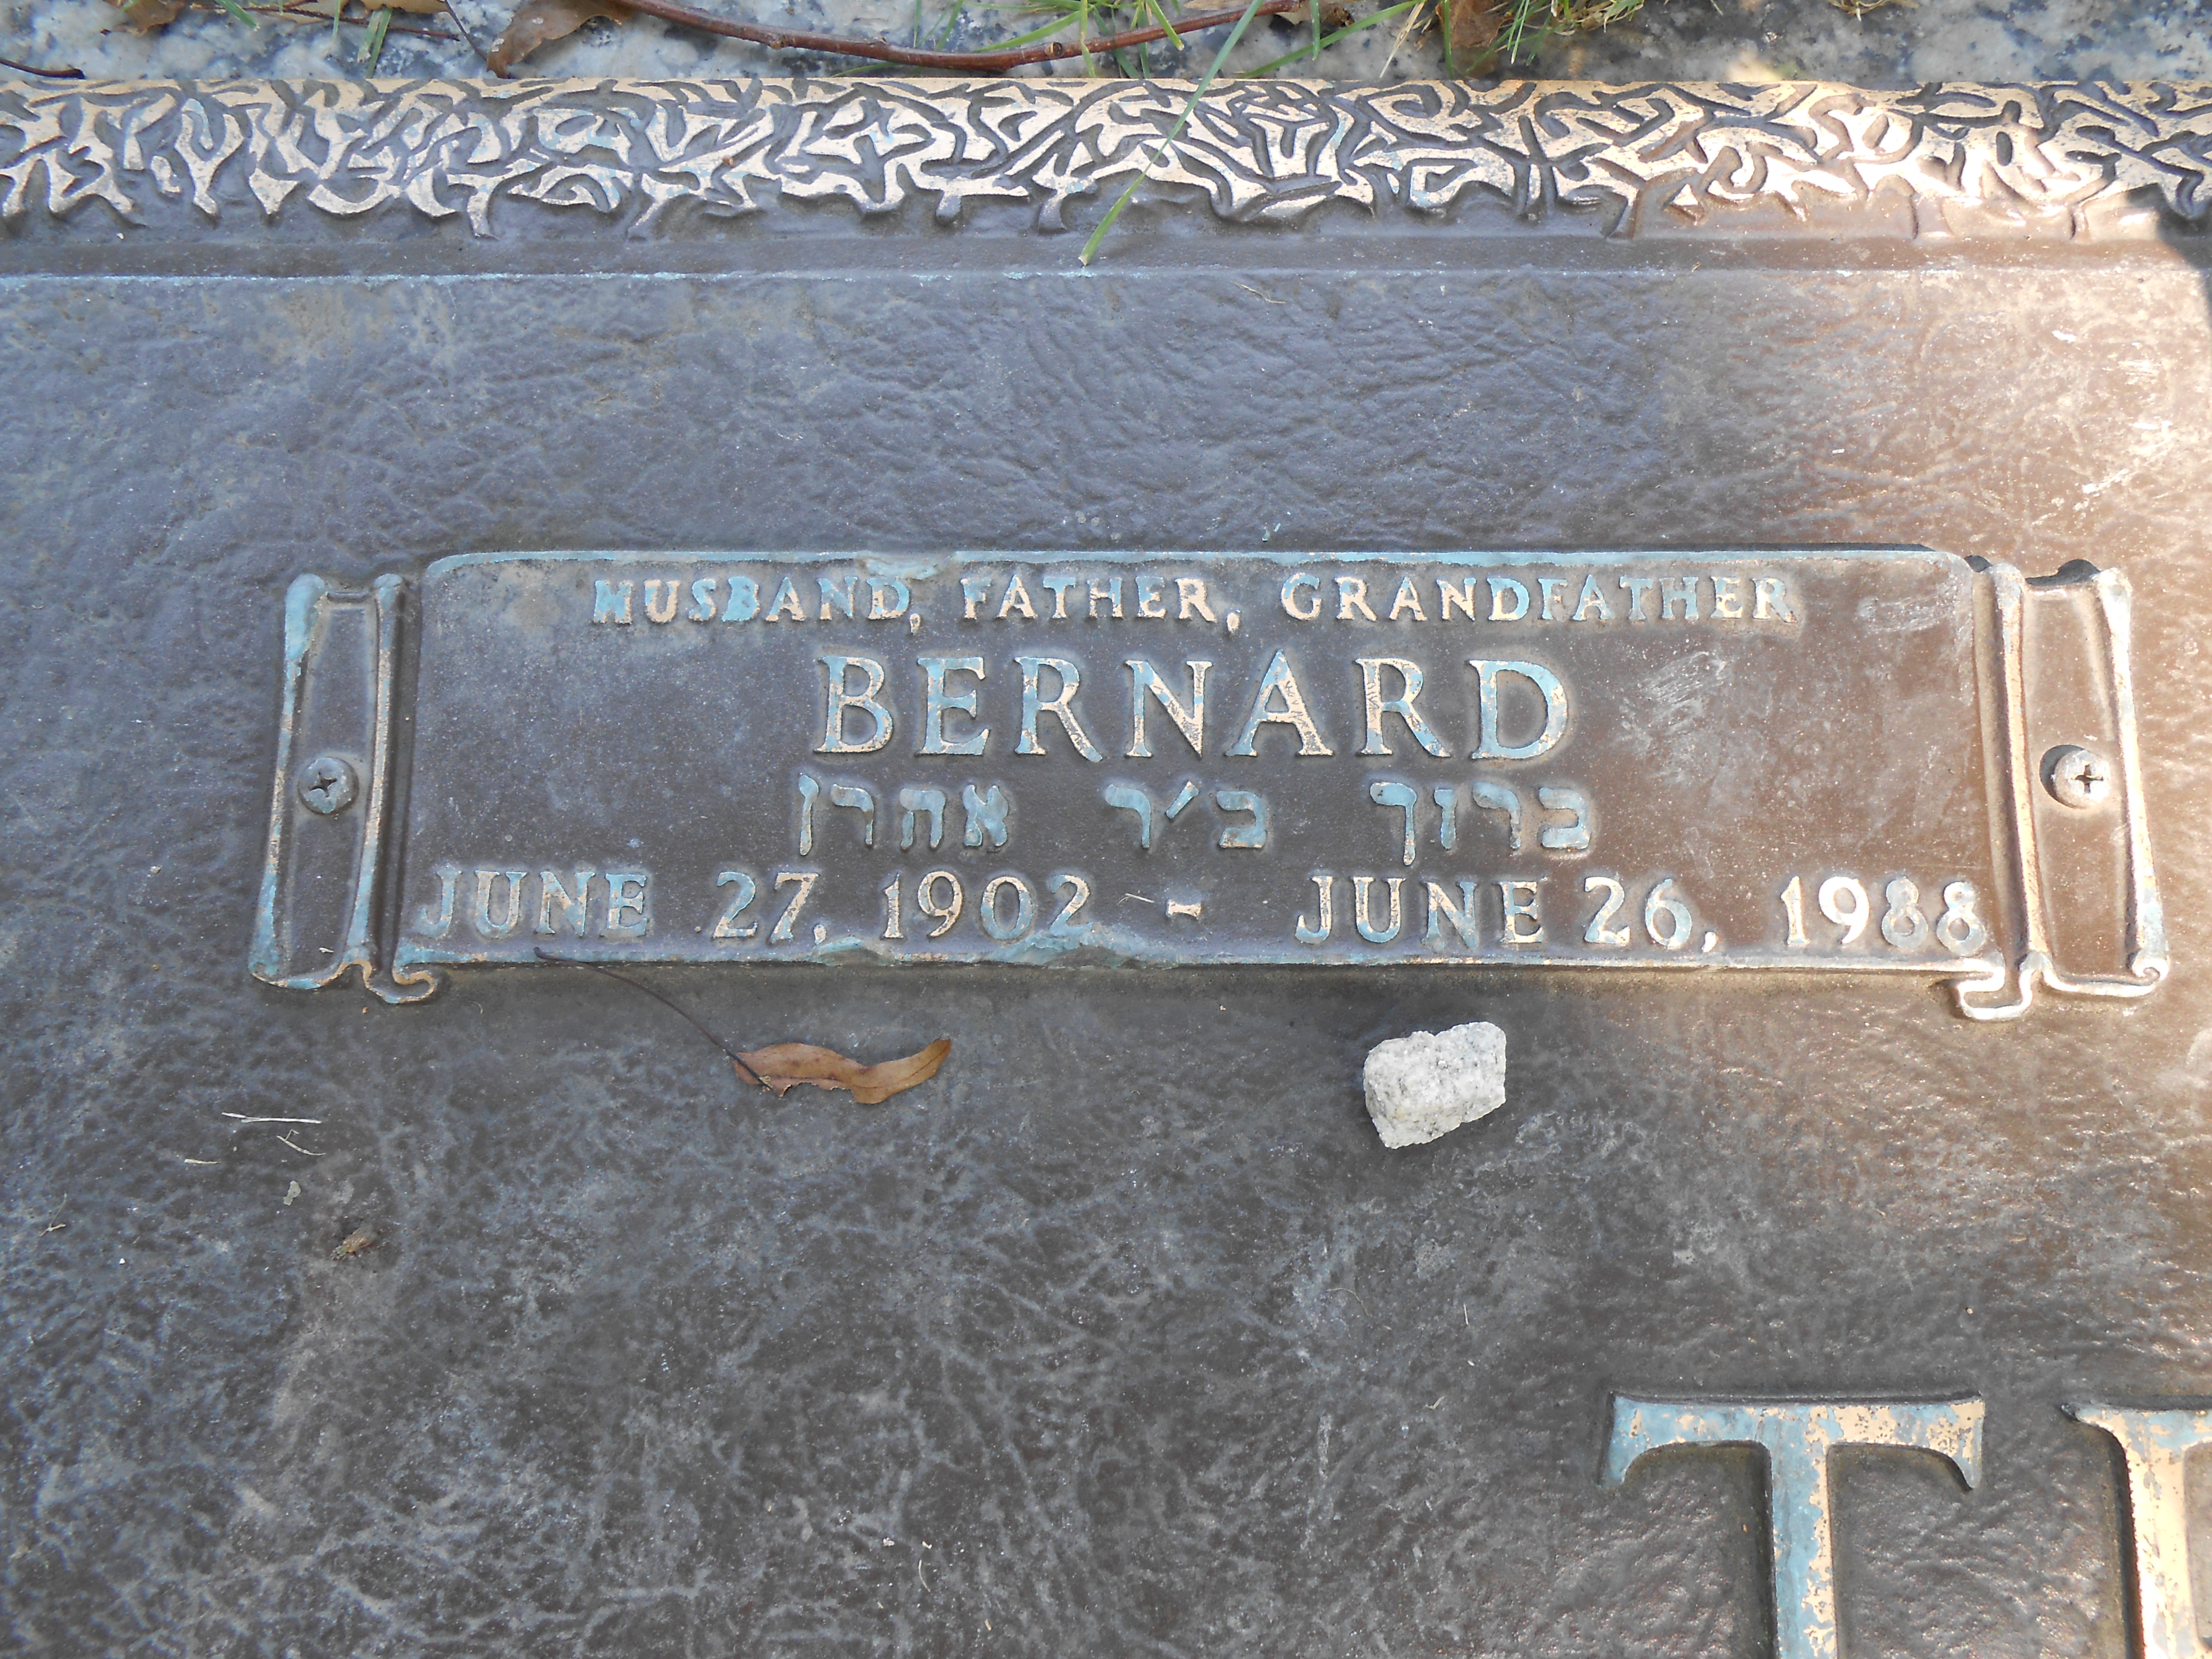 HUSBAND, FATHER, GRANDFATHER
BERNARD
ברוך ב׳ר אהרן
JUNE 27, 1902 - JUNE 26, 1988